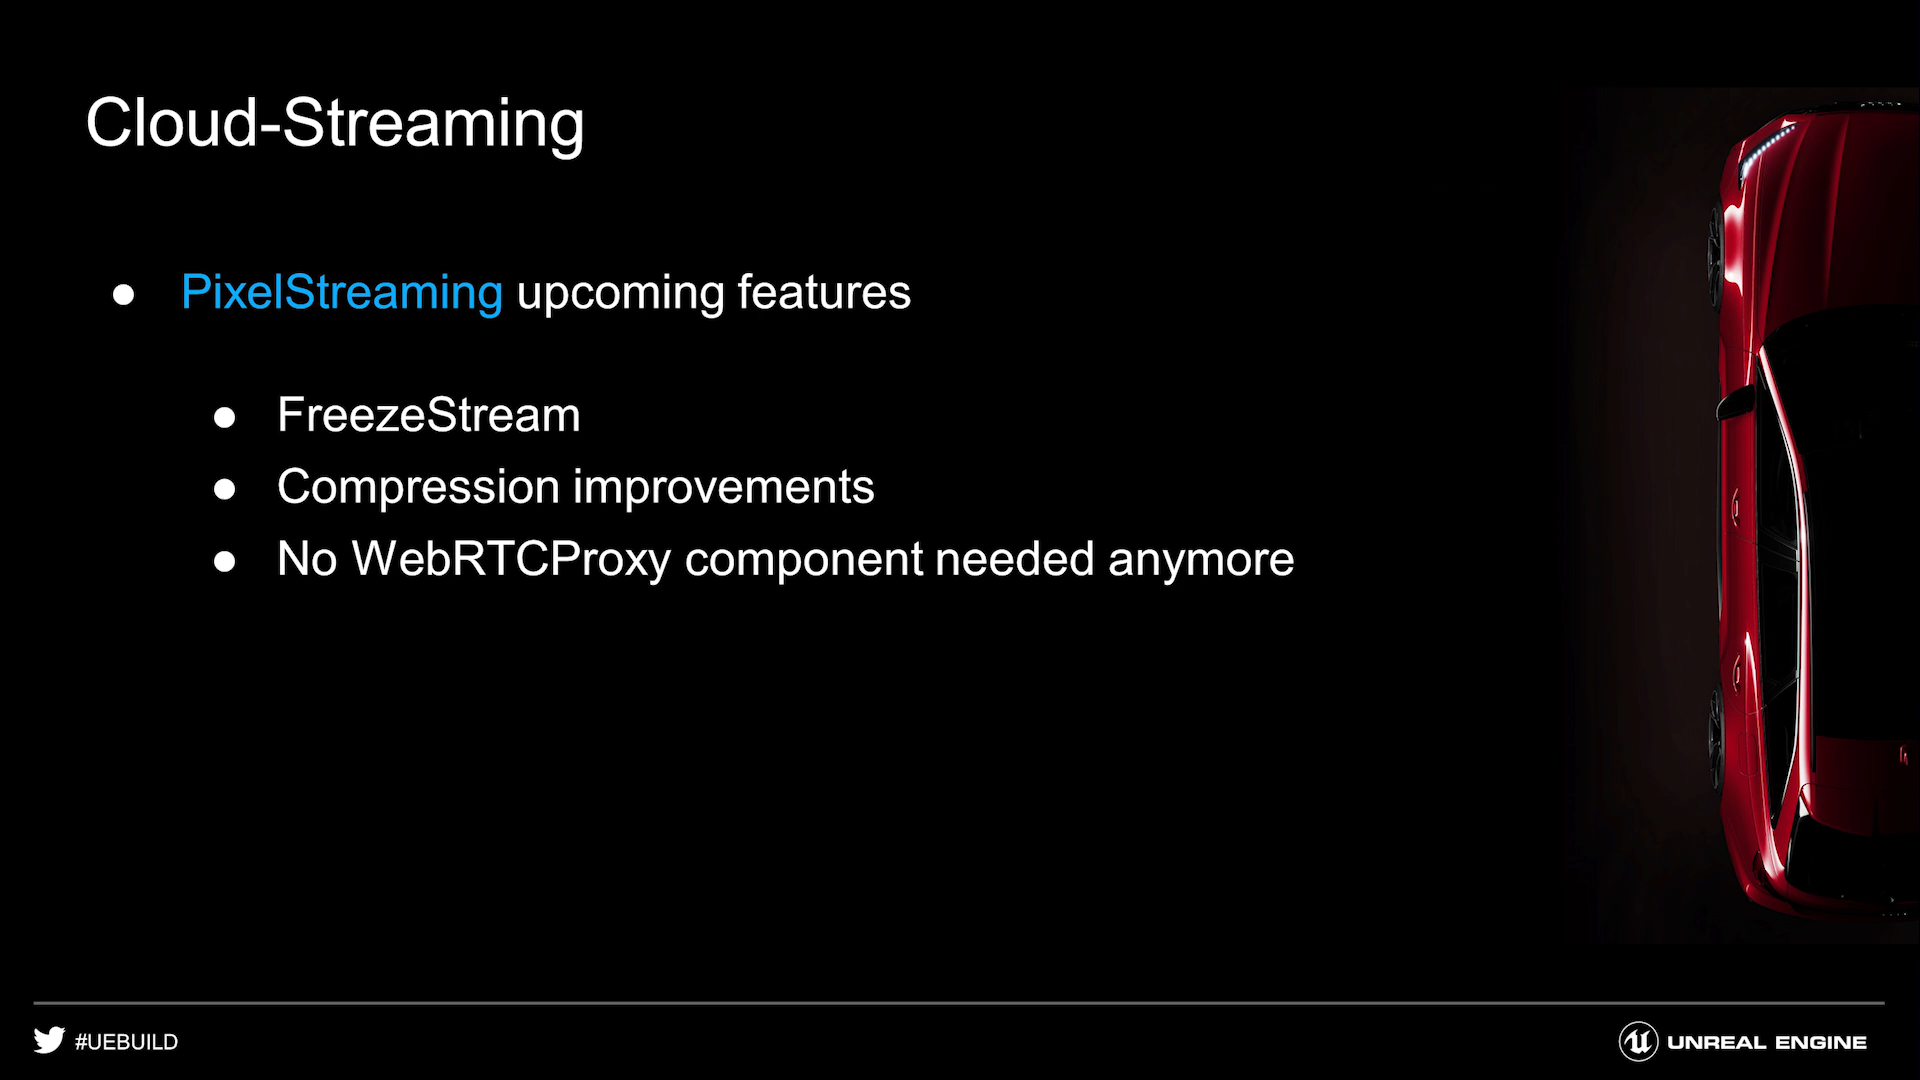 Cloud-Streaming
● PixelStreaming upcoming features
● FreezeStream
● Compression improvements
● No WebRTCProxy component needed anymore
#UEBUILD
UNREAL ENGINE